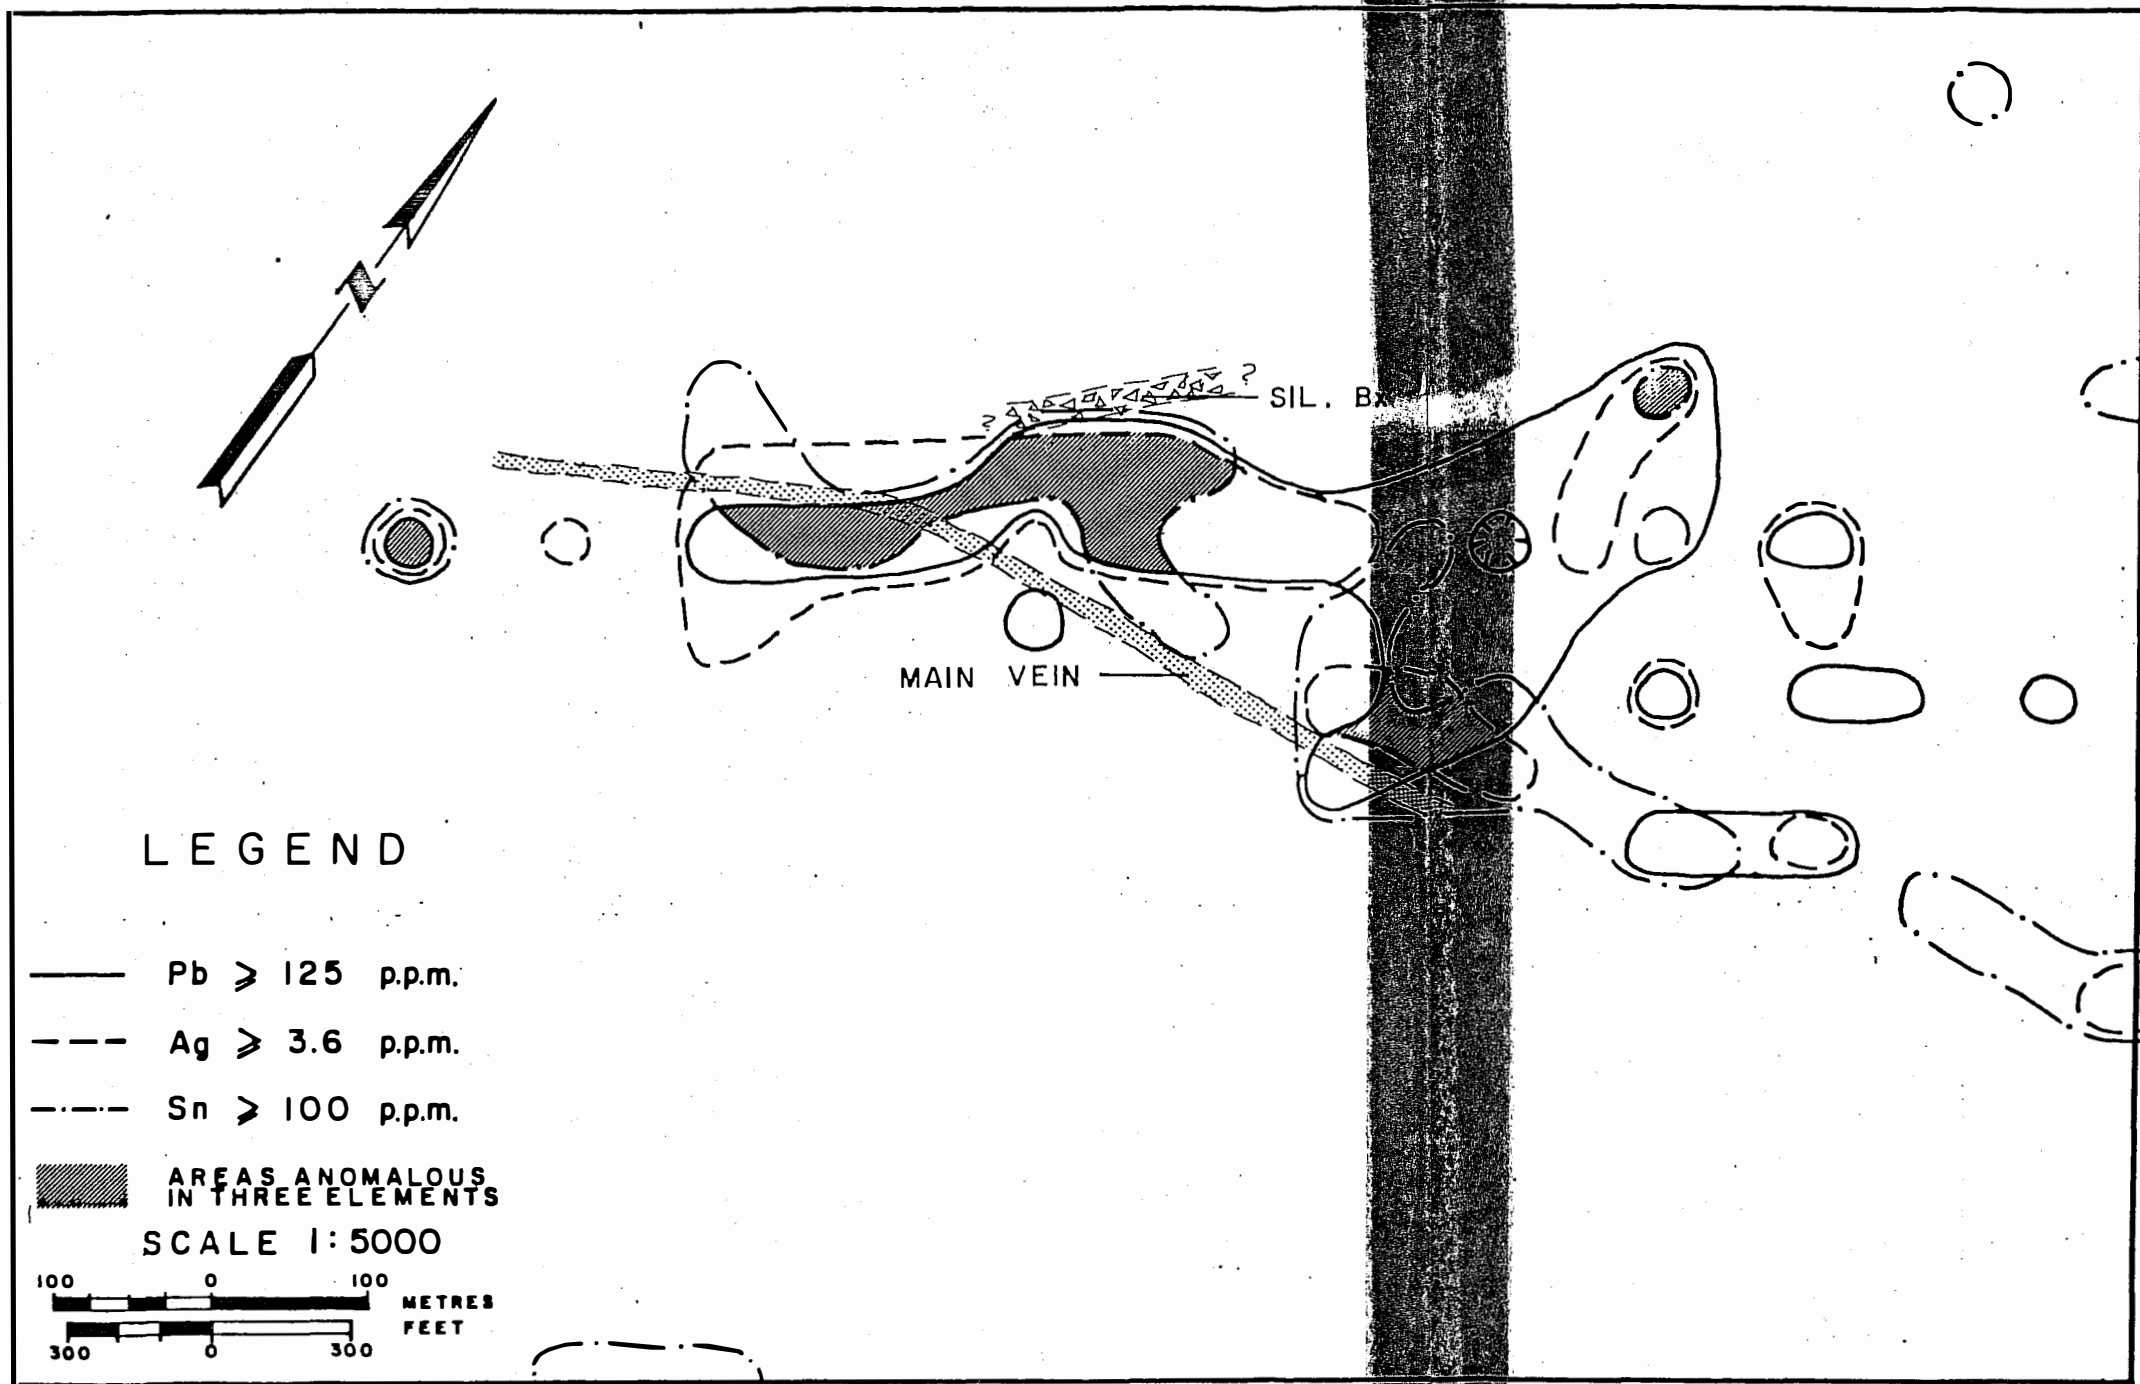 N
?
SIL. Bx
?
MAIN VEIN
LEGEND
Pb ⩾ 125 p.p.m.
Ag ⩾ 3.6 p.p.m.
Sn ⩾ 100 p.p.m.
AREAS ANOMALOUS
IN THREE ELEMENTS
SCALE 1:5000
100 0 100
METRES
FEET
300 0 300